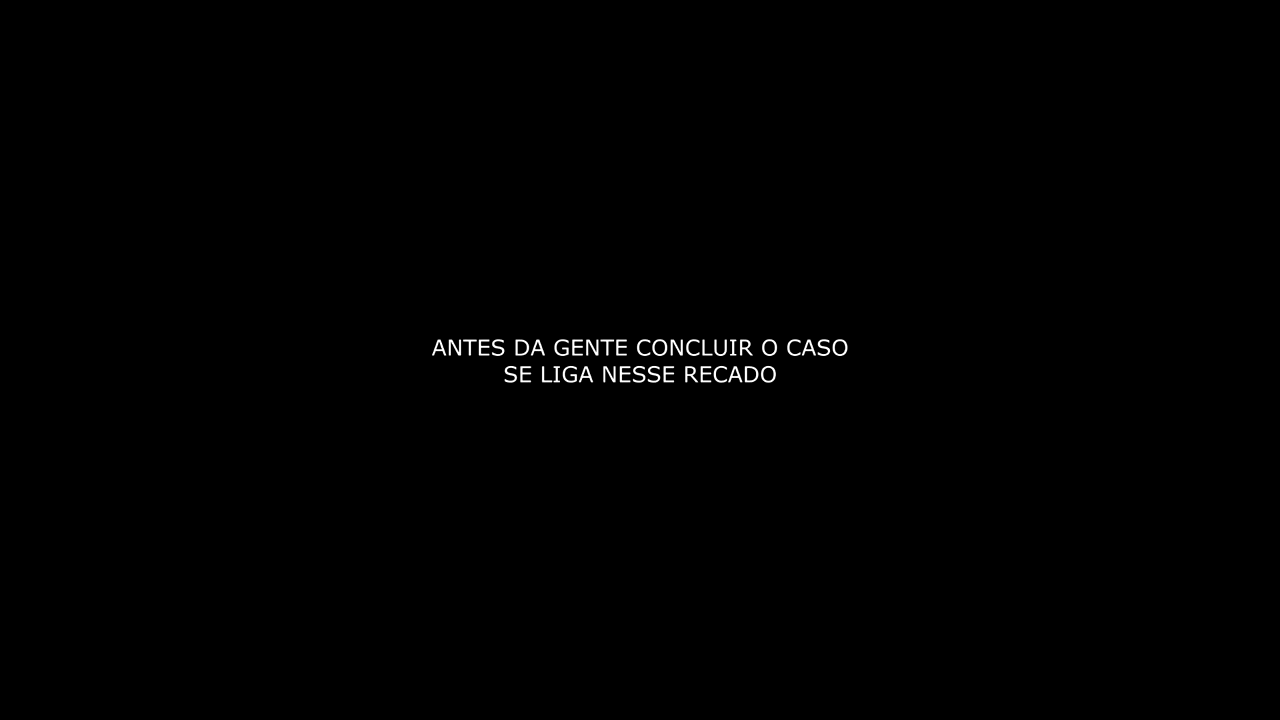 ANTES DA GENTE CONCLUIR O CASO
SE LIGA NESSE RECADO